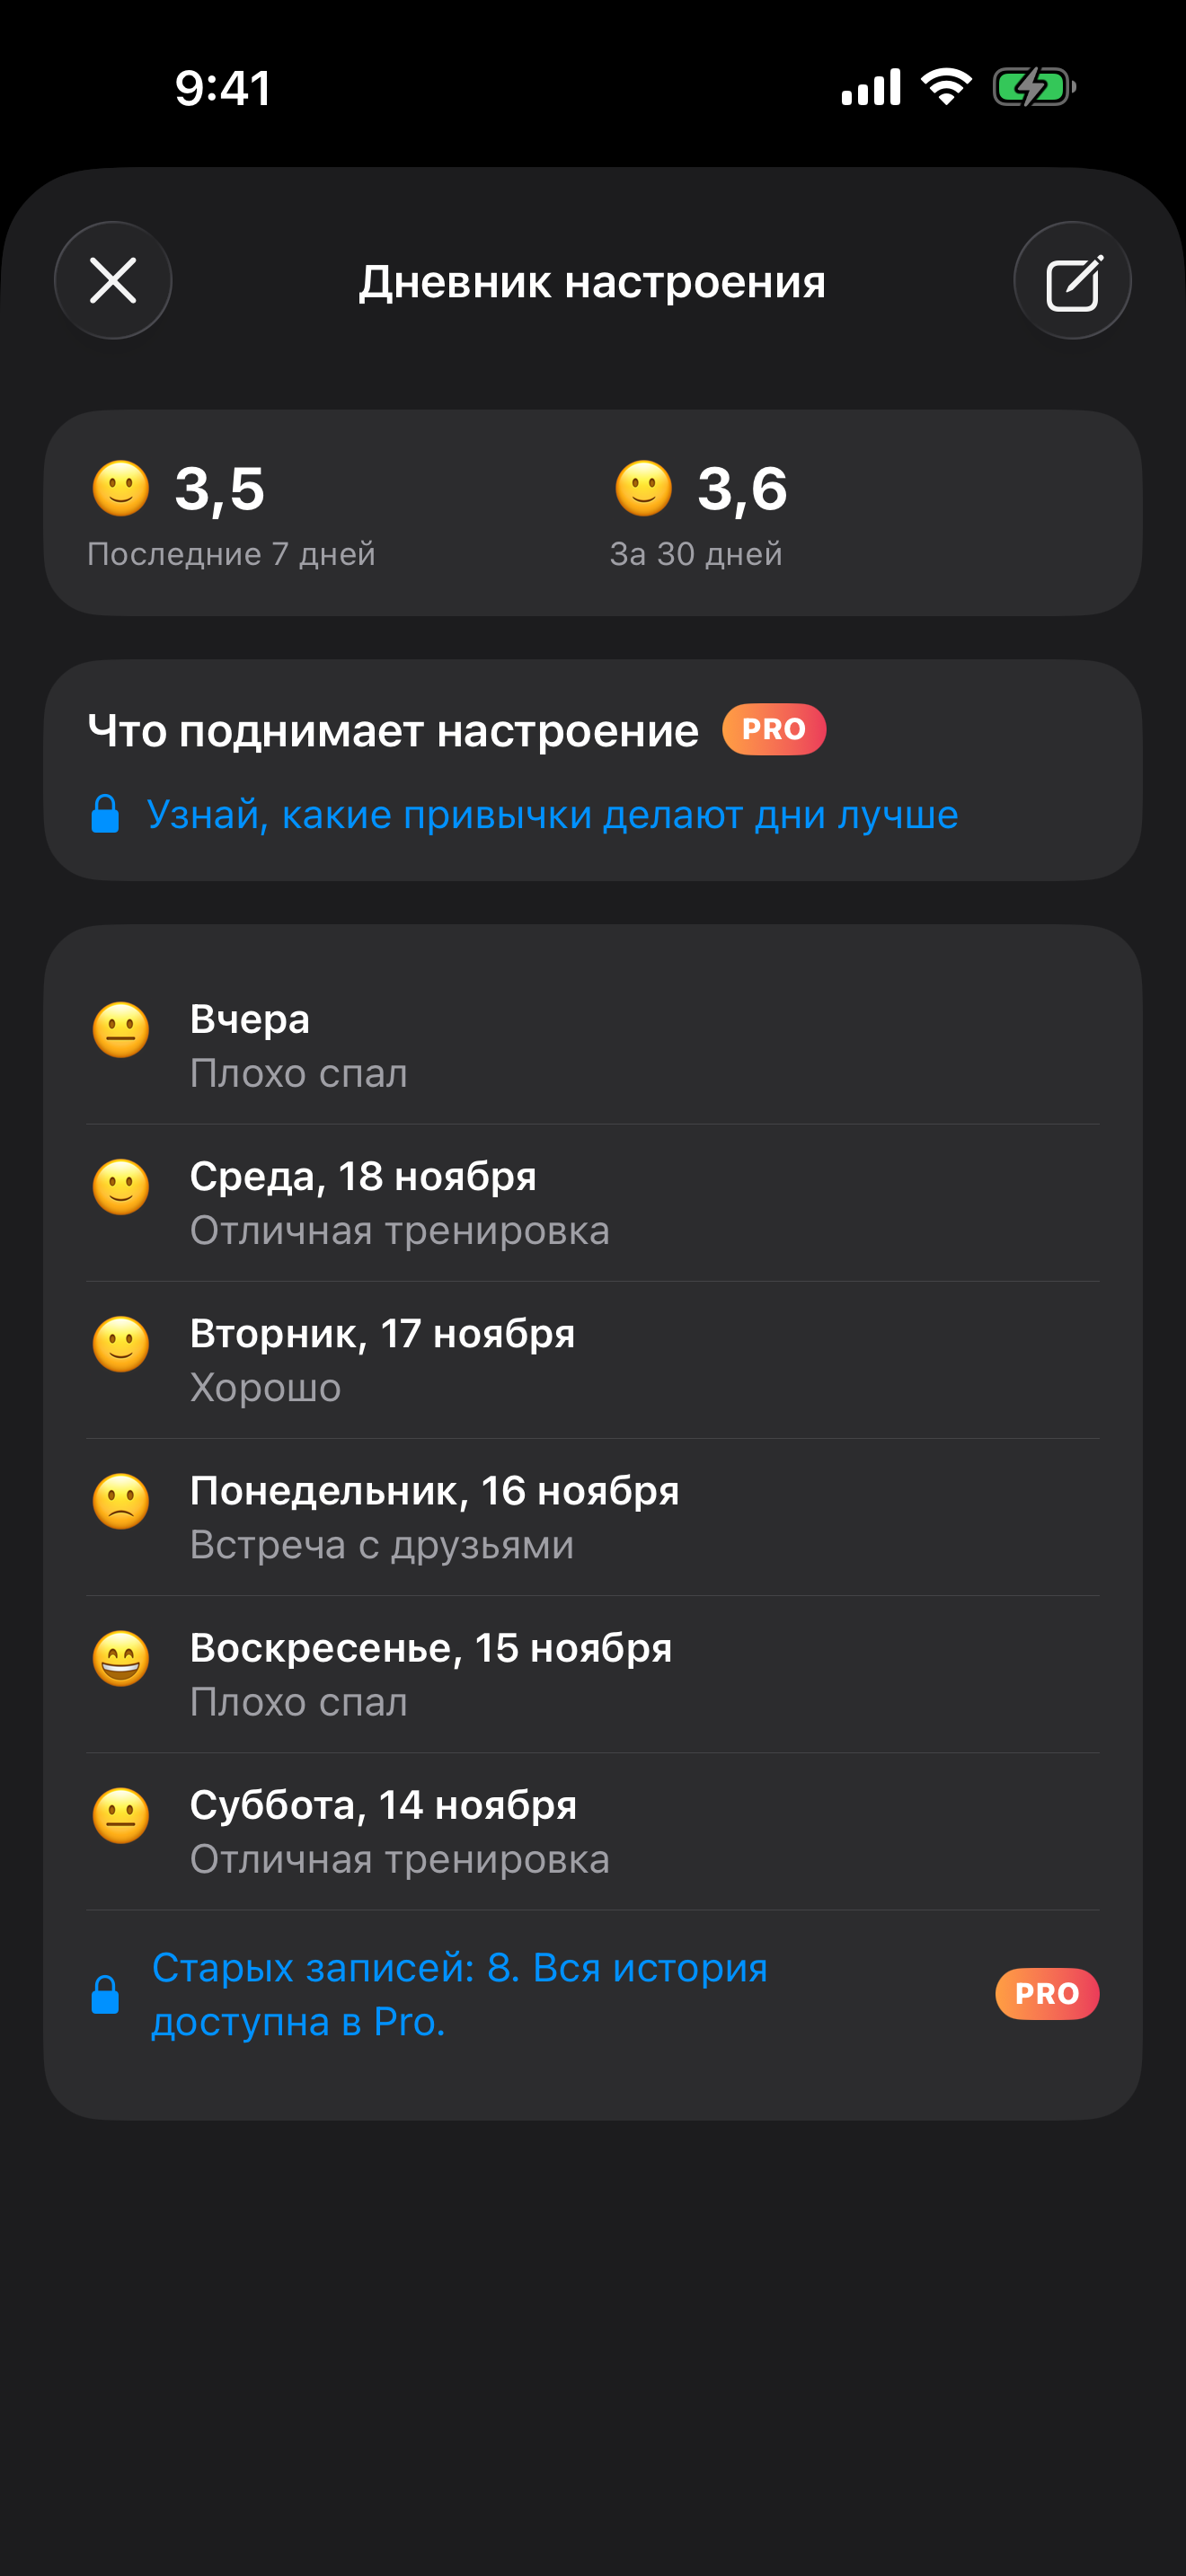 9:41
Дневник настроения
3,5
Последние 7 дней
3,6
За 30 дней
Что поднимает настроение PRO
Узнай, какие привычки делают дни лучше
Вчера
Плохо спал
Среда, 18 ноября
Отличная тренировка
Вторник, 17 ноября
Хорошо
Понедельник, 16 ноября
Встреча с друзьями
Воскресенье, 15 ноября
Плохо спал
Суббота, 14 ноября
Отличная тренировка
Старых записей: 8. Вся история
доступна в Pro.
PRO